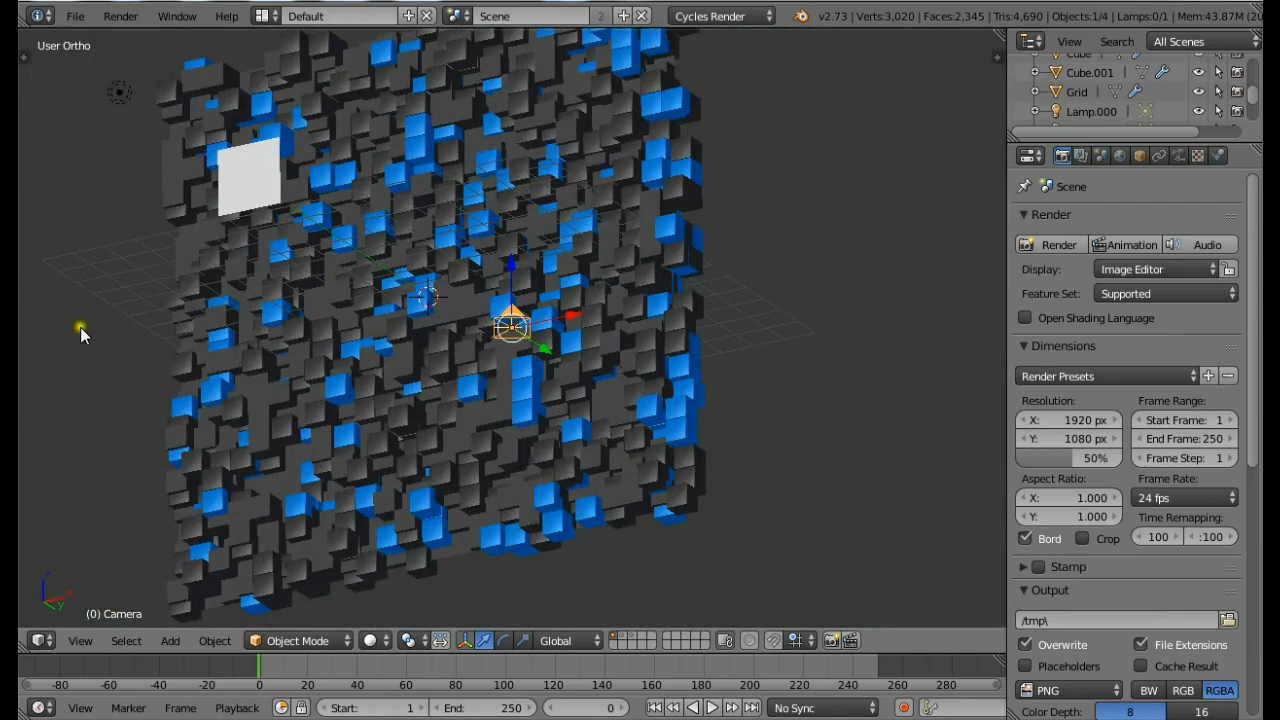 File Render Window Help Default Scene 2 Cycles Render v2.73 | Verts:3,020 | Faces:2,345 | Tris:4,690 | Objects:1/4 | Lamps:0/1 | Mem:43.87M
User Ortho
View Search All Scenes
Cube
Cube.001
Grid
Lamp.000
Scene
Render
Render Animation Audio
Display: Image Editor
Feature Set: Supported
Open Shading Language
Dimensions
Render Presets
Resolution: Frame Range:
X: 1920 px Start Frame: 1
Y: 1080 px End Frame: 250
50% Frame Step: 1
Aspect Ratio: Frame Rate:
X: 1.000 24 fps
Y: 1.000 Time Remapping:
Bord Crop 100 :100
Stamp
Output
/tmp\
Overwrite File Extensions
Placeholders Cache Result
PNG BW RGB RGBA
Color Depth: 8 16
(0) Camera
View Select Add Object Object Mode Global
-80 -60 -40 -20 0 20 40 60 80 100 120 140 160 180 200 220 240 260 280
View Marker Frame Playback Start: 1 End: 250 0 No Sync